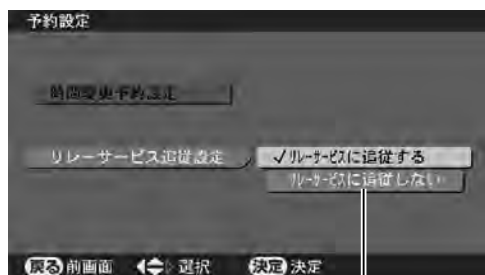 予約設定
時間変更予約設定
リレーサービス追従設定
✓リレーサービスに追従する
リレーサービスに追従しない
戻る 前画面 選択 決定 決定